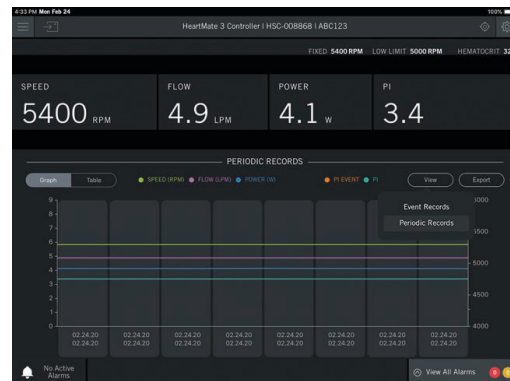 4:33 PM Mon Feb 24
100%
HeartMate 3 Controller I HSC-008868 I ABC123
FIXED 5400 RPM LOW LIMIT 5000 RPM HEMATOCRIT
SPEED
5400 RPM
FLOW
4.9 LPM
POWER
4.1 W
PI
3.4
PERIODIC RECORDS
Graph Table
SPEED (RPM) FLOW (LPM) POWER (W) PI EVENT PI
View Export
Event Records
Periodic Records
9
8
7
6
5
4
3
2
1
0
5000
4500
4000
02.24.20 02.24.20 02.24.20 02.24.20 02.24.20 02.24.20 02.24.20 02.24.20
02.24.20 02.24.20 02.24.20 02.24.20 02.24.20 02.24.20 02.24.20 02.24.20
No Active
Alarms
View All Alarms 0